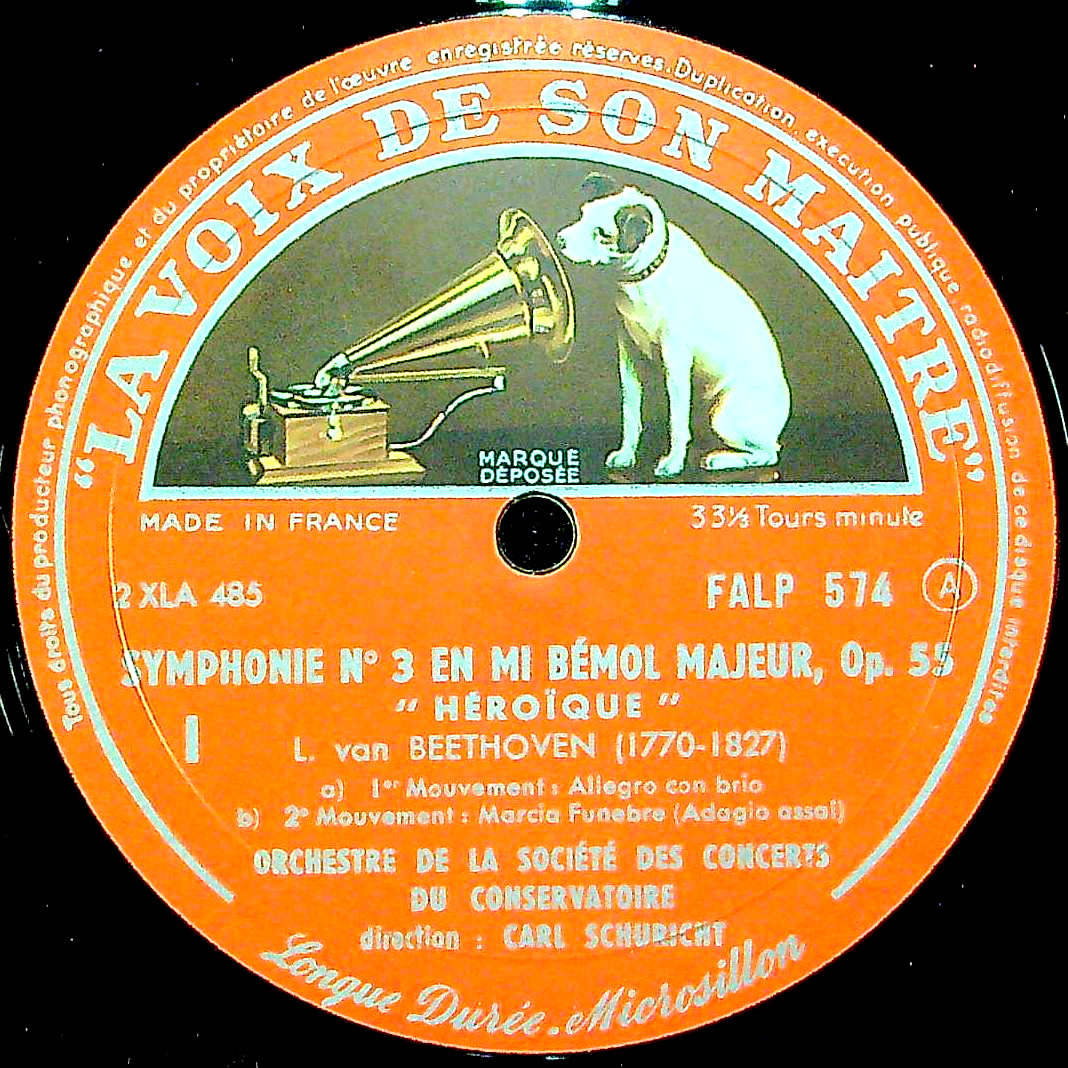 Tous droits du producteur phonographique et du propriétaire de l'œuvre enregistrée réservés. Duplication, exécution publique, radiodiffusion de ce disque interdites
"LA VOIX DE SON MAITRE"
MARQUE
DÉPOSÉE
MADE IN FRANCE
33⅓ Tours minute
2 XLA 485
FALP 574 A
SYMPHONIE N° 3 EN MI BÉMOL MAJEUR, Op. 55
" HÉROÏQUE "
I
L. van BEETHOVEN (1770-1827)
a) 1er Mouvement : Allegro con brio
b) 2e Mouvement : Marcia Funebre (Adagio assai)
ORCHESTRE DE LA SOCIÉTÉ DES CONCERTS
DU CONSERVATOIRE
direction : CARL SCHURICHT
Longue Durée. Microsillon